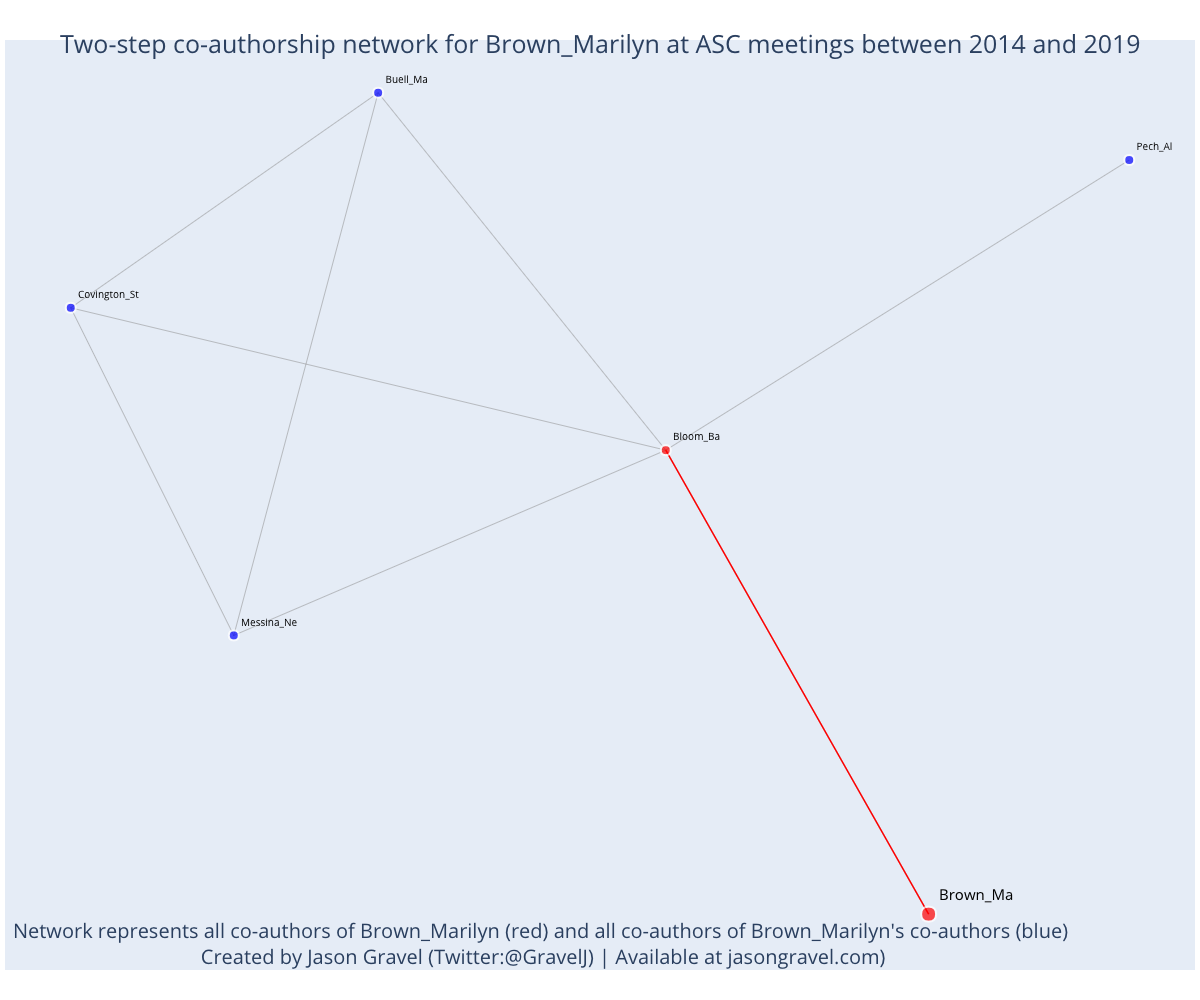 Two-step co-authorship network for Brown_Marilyn at ASC meetings between 2014 and 2019
Buell_Ma
Pech_Al
Covington_St
Bloom_Ba
Messina_Ne
Brown_Ma
Network represents all co-authors of Brown_Marilyn (red) and all co-authors of Brown_Marilyn's co-authors (blue)
Created by Jason Gravel (Twitter:@GravelJ) | Available at jasongravel.com)